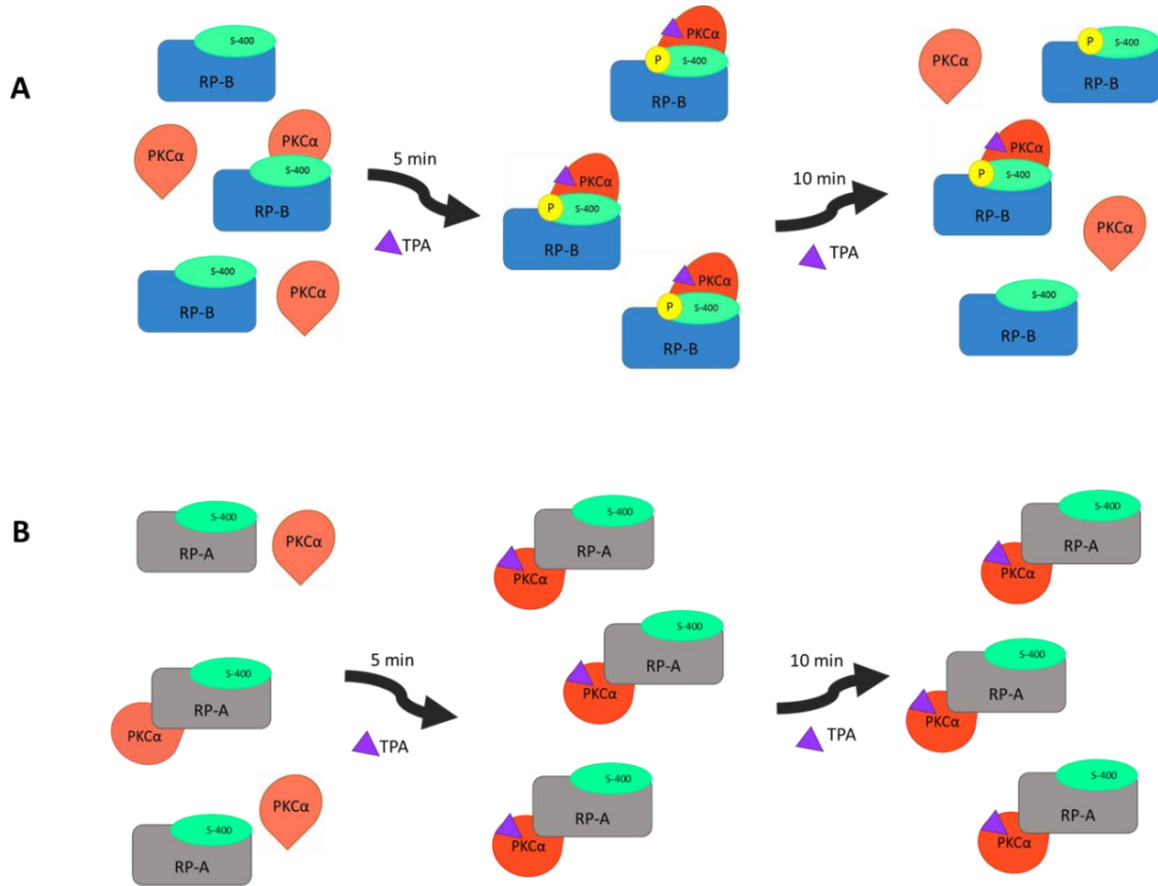 A
S-400
RP-B
PKCα
PKCα
S-400
RP-B
S-400
RP-B
PKCα
5 min
TPA
PKCα
P
S-400
RP-B
PKCα
P
S-400
RP-B
PKCα
P
S-400
RP-B
10 min
TPA
PKCα
P
S-400
RP-B
PKCα
P
S-400
RP-B
PKCα
S-400
RP-B
B
S-400
RP-A
PKCα
S-400
RP-A
PKCα
PKCα
S-400
RP-A
5 min
TPA
S-400
RP-A
PKCα
S-400
RP-A
PKCα
S-400
RP-A
PKCα
10 min
TPA
S-400
RP-A
PKCα
S-400
RP-A
PKCα
S-400
RP-A
PKCα